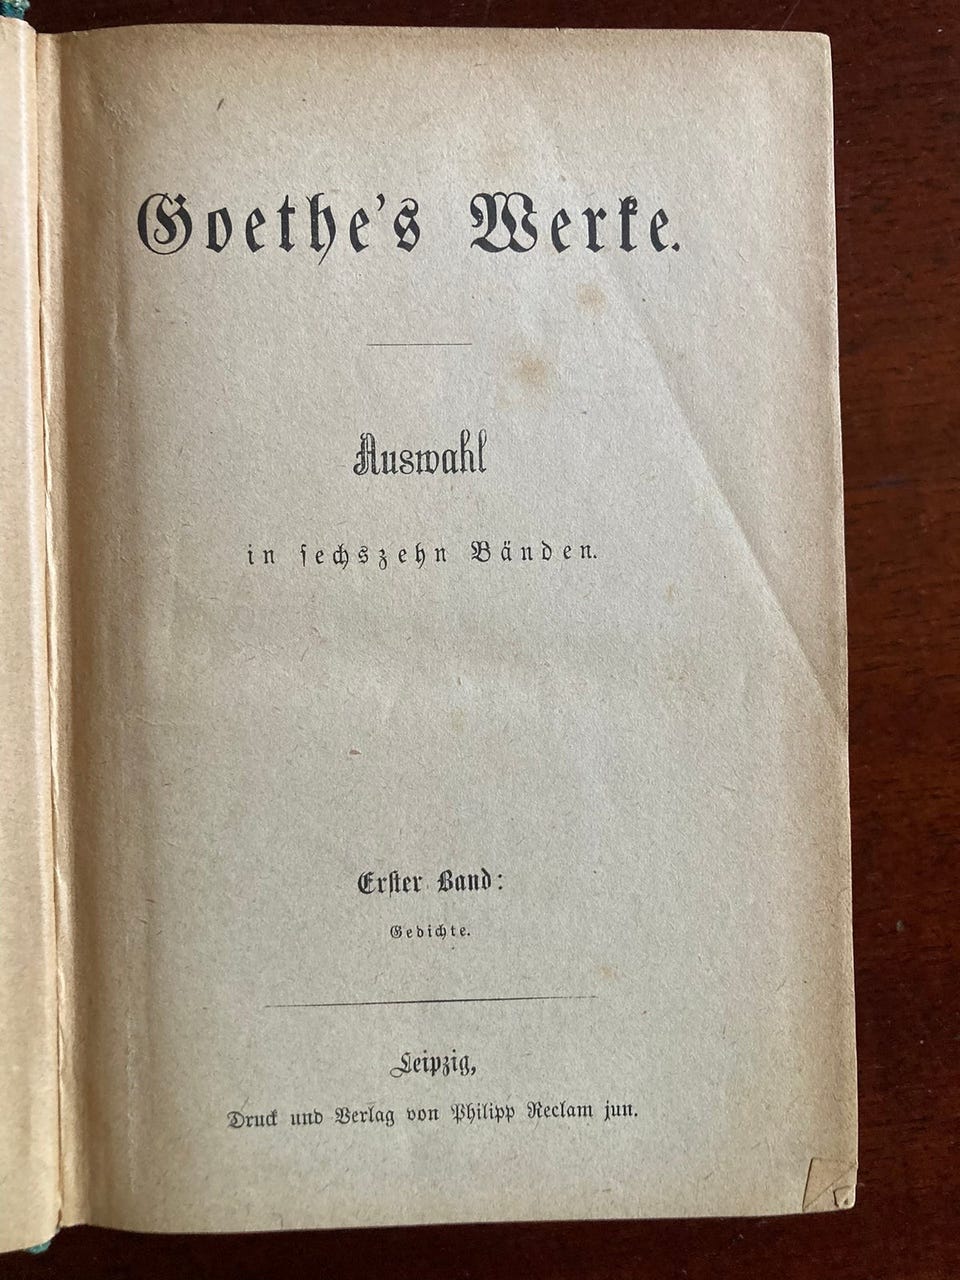 Goethe's Werke.
Auswahl
in sechszehn Bänden.
Erster Band:
Gedichte.
Leipzig,
Druck und Verlag von Philipp Reclam jun.